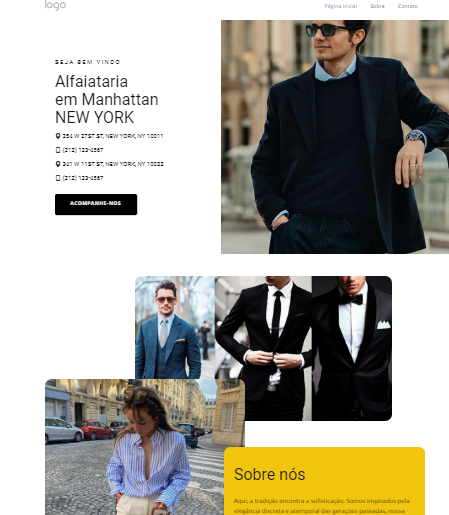 logo
Página inicial Sobre Contato
SEJA BEM VINDO
Alfaiataria
em Manhattan
NEW YORK
254 W 27ST ST, NEW YORK, NY 10011
(212) 123-4567
341 W 11ST ST, NEW YORK, NY 10022
(212) 123-4567
ACOMPANHE-NOS
Sobre nós
Aqui, a tradição encontra a sofisticação. Somos inspirados pela
elegância discreta e atemporal das gerações passadas, nossa